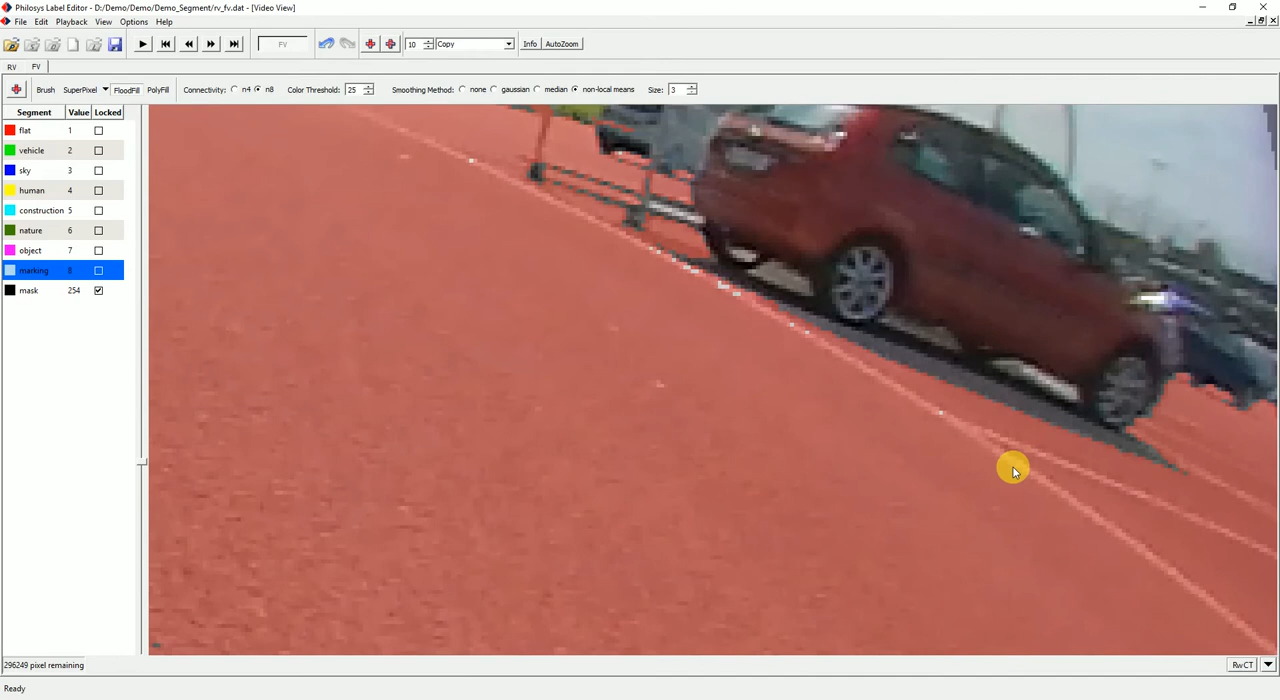 Philosys Label Editor - D:/Demo/Demo/Demo_Segment/rv_fv.dat - [Video View]
File Edit Playback View Options Help
FV 10 Copy Info AutoZoom
RV FV
Brush SuperPixel FloodFill PolyFill Connectivity: n4 n8 Color Threshold: 25 Smoothing Method: none gaussian median non-local means Size: 3
Segment Value Locked
flat 1
vehicle 2
sky 3
human 4
construction 5
nature 6
object 7
marking 8
mask 254
296249 pixel remaining RwCT
Ready